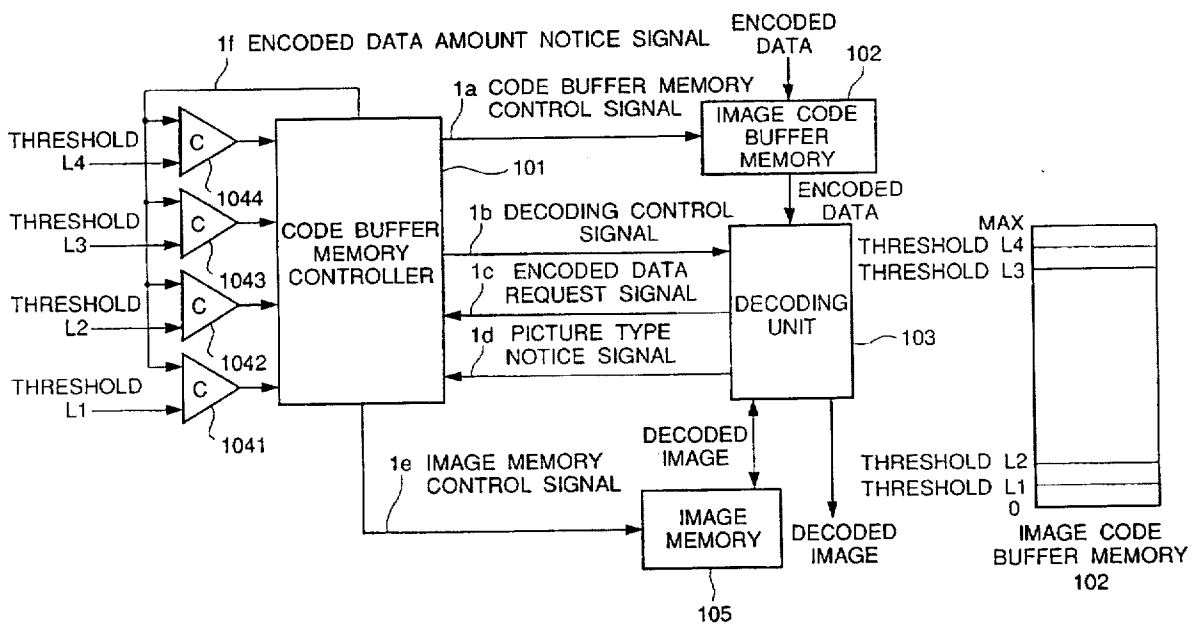 1f ENCODED DATA AMOUNT NOTICE SIGNAL
ENCODED
DATA
102
1a CODE BUFFER MEMORY
CONTROL SIGNAL
IMAGE CODE
BUFFER
MEMORY
THRESHOLD
L4
C
1044
101
ENCODED
DATA
THRESHOLD
L3
C
1043
CODE BUFFER
MEMORY
CONTROLLER
1b DECODING CONTROL
SIGNAL
1c ENCODED DATA
REQUEST SIGNAL
DECODING
UNIT
103
THRESHOLD
L2
C
1042
1d PICTURE TYPE
NOTICE SIGNAL
THRESHOLD
L1
C
1041
DECODED
IMAGE
1e IMAGE MEMORY
CONTROL SIGNAL
IMAGE
MEMORY
105
DECODED
IMAGE
MAX
THRESHOLD L4
THRESHOLD L3
THRESHOLD L2
THRESHOLD L1
0
IMAGE CODE
BUFFER MEMORY
102